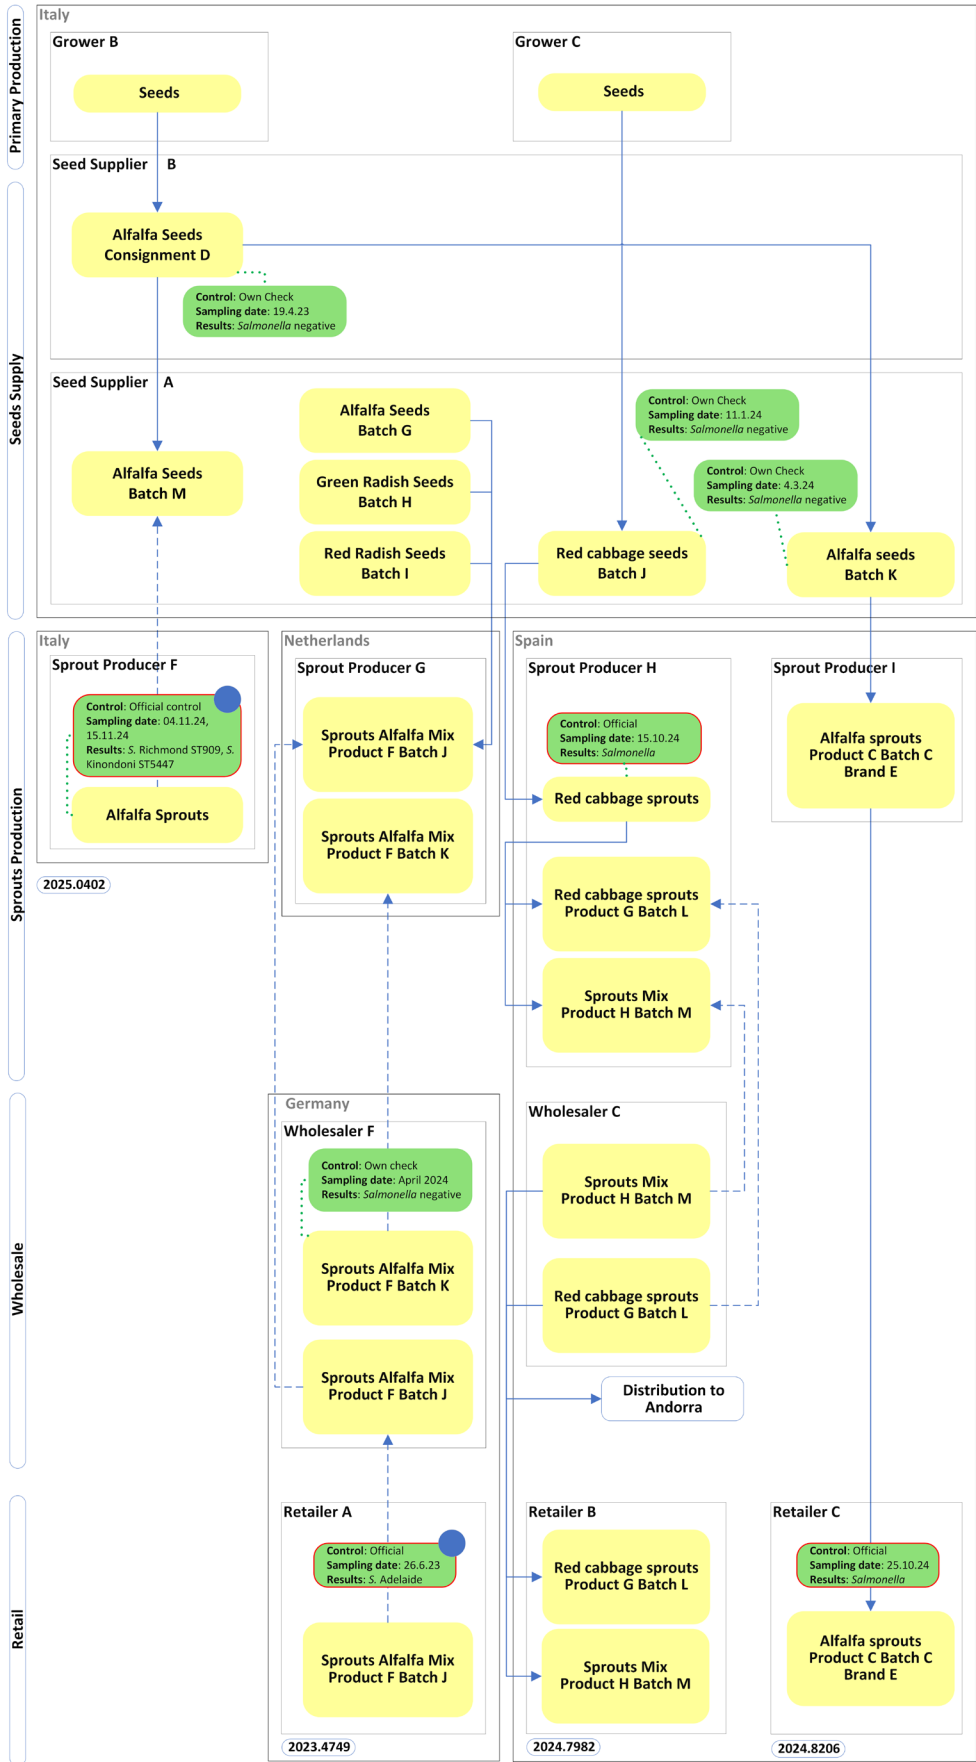 Primary Production
Seeds Supply
Sprouts Production
Wholesale
Retail
Italy
Grower B
Seeds
Grower C
Seeds
Seed Supplier B
Alfalfa Seeds
Consignment D
Control: Own Check
Sampling date: 19.4.23
Results: Salmonella negative
Seed Supplier A
Alfalfa Seeds
Batch M
Alfalfa Seeds
Batch G
Green Radish Seeds
Batch H
Red Radish Seeds
Batch I
Control: Own Check
Sampling date: 11.1.24
Results: Salmonella negative
Control: Own Check
Sampling date: 4.3.24
Results: Salmonella negative
Red cabbage seeds
Batch J
Alfalfa seeds
Batch K
Italy
Sprout Producer F
Control: Official control
Sampling date: 04.11.24,
15.11.24
Results: S. Richmond ST909, S.
Kinondoni ST5447
Alfalfa Sprouts
2025.0402
Netherlands
Sprout Producer G
Sprouts Alfalfa Mix
Product F Batch J
Sprouts Alfalfa Mix
Product F Batch K
Spain
Sprout Producer H
Control: Official
Sampling date: 15.10.24
Results: Salmonella
Red cabbage sprouts
Red cabbage sprouts
Product G Batch L
Sprouts Mix
Product H Batch M
Sprout Producer I
Alfalfa sprouts
Product C Batch C
Brand E
Germany
Wholesaler F
Control: Own check
Sampling date: April 2024
Results: Salmonella negative
Sprouts Alfalfa Mix
Product F Batch K
Sprouts Alfalfa Mix
Product F Batch J
Wholesaler C
Sprouts Mix
Product H Batch M
Red cabbage sprouts
Product G Batch L
Distribution to
Andorra
Retailer A
Control: Official
Sampling date: 26.6.23
Results: S. Adelaide
Sprouts Alfalfa Mix
Product F Batch J
2023.4749
Retailer B
Red cabbage sprouts
Product G Batch L
Sprouts Mix
Product H Batch M
2024.7982
Retailer C
Control: Official
Sampling date: 25.10.24
Results: Salmonella
Alfalfa sprouts
Product C Batch C
Brand E
2024.8206